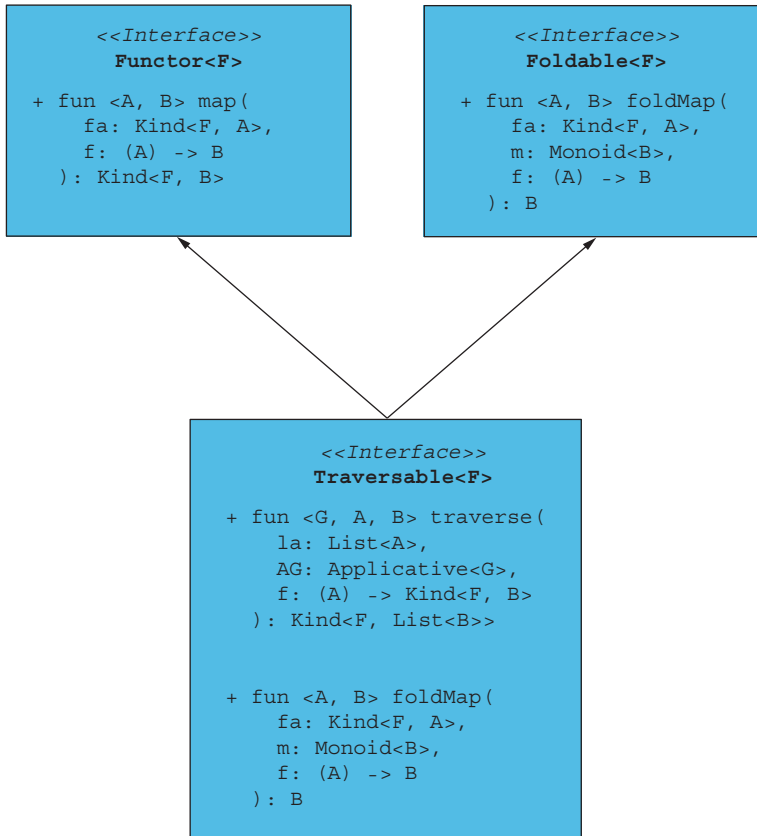 <<Interface>>
Functor<F>
+ fun <A, B> map(
fa: Kind<F, A>,
f: (A) -> B
): Kind<F, B>
<<Interface>>
Foldable<F>
+ fun <A, B> foldMap(
fa: Kind<F, A>,
m: Monoid<B>,
f: (A) -> B
): B
<<Interface>>
Traversable<F>
+ fun <G, A, B> traverse(
la: List<A>,
AG: Applicative<G>,
f: (A) -> Kind<F, B>
): Kind<F, List<B>>
+ fun <A, B> foldMap(
fa: Kind<F, A>,
m: Monoid<B>,
f: (A) -> B
): B